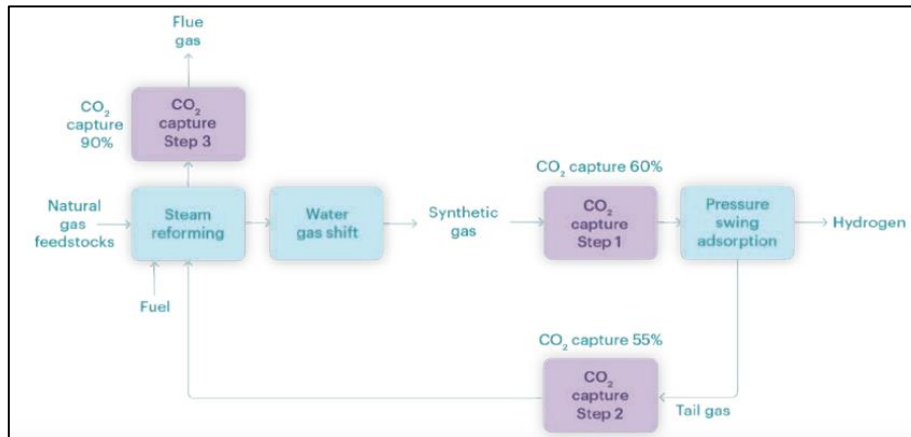 Flue
gas
CO₂
capture
90%
CO₂
capture
Step 3
Natural
gas
feedstocks
Steam
reforming
Water
gas shift
Synthetic
gas
CO₂ capture 60%
CO₂
capture
Step 1
Pressure
swing
adsorption
Hydrogen
Fuel
CO₂ capture 55%
CO₂
capture
Step 2
Tail gas